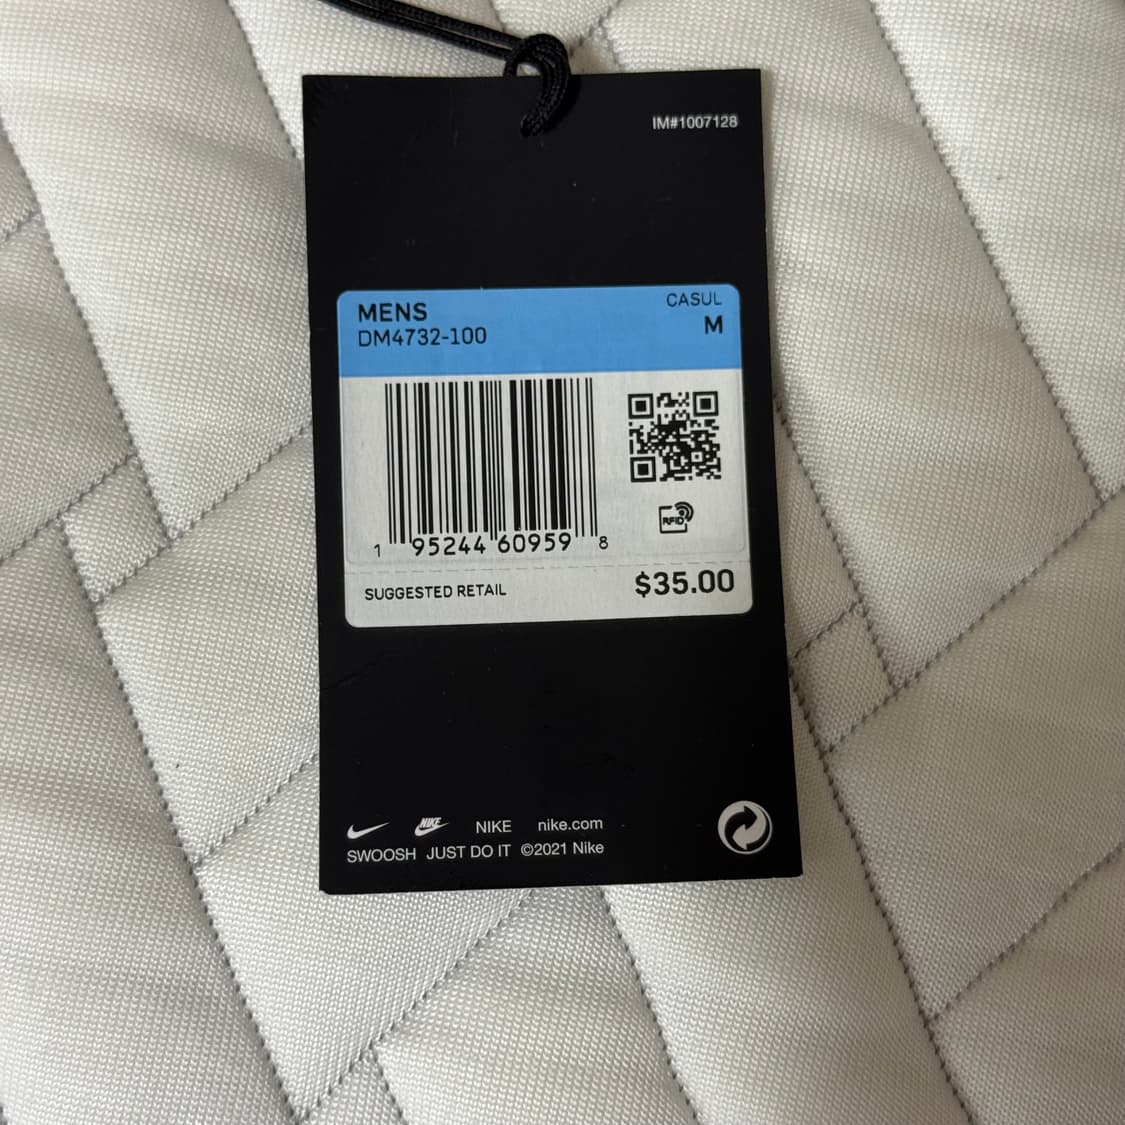 IM#1007128
MENS
CASUL
DM4732-100
M
RFID
1 95244 60959 8
SUGGESTED RETAIL $35.00
NIKE NIKE nike.com
SWOOSH JUST DO IT ©2021 Nike